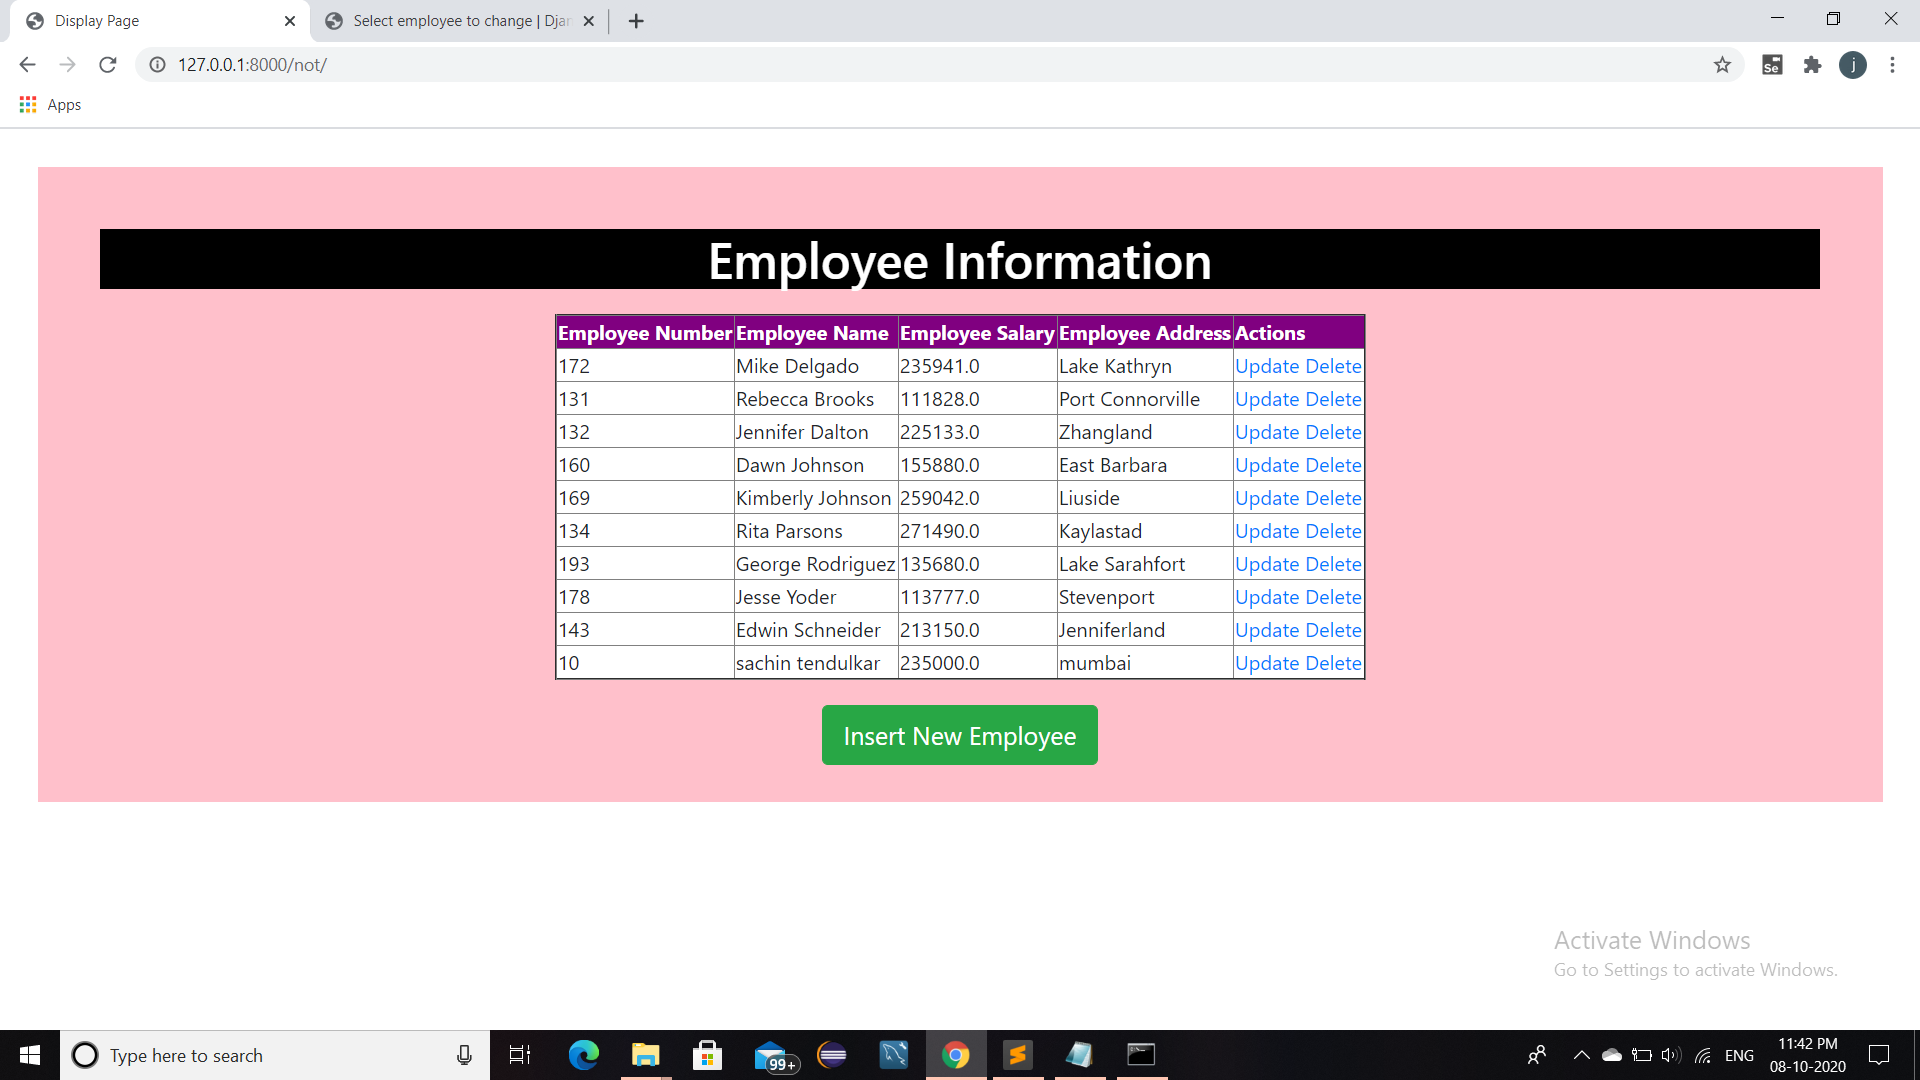 Display Page
Select employee to change | Djan
127.0.0.1:8000/not/
Se
j
Apps
Employee Information
Employee Number Employee Name Employee Salary Employee Address Actions
172 Mike Delgado 235941.0 Lake Kathryn Update Delete
131 Rebecca Brooks 111828.0 Port Connorville Update Delete
132 Jennifer Dalton 225133.0 Zhangland Update Delete
160 Dawn Johnson 155880.0 East Barbara Update Delete
169 Kimberly Johnson 259042.0 Liuside Update Delete
134 Rita Parsons 271490.0 Kaylastad Update Delete
193 George Rodriguez 135680.0 Lake Sarahfort Update Delete
178 Jesse Yoder 113777.0 Stevenport Update Delete
143 Edwin Schneider 213150.0 Jenniferland Update Delete
10 sachin tendulkar 235000.0 mumbai Update Delete
Insert New Employee
Activate Windows
Go to Settings to activate Windows.
Type here to search
99+
ENG
11:42 PM
08-10-2020